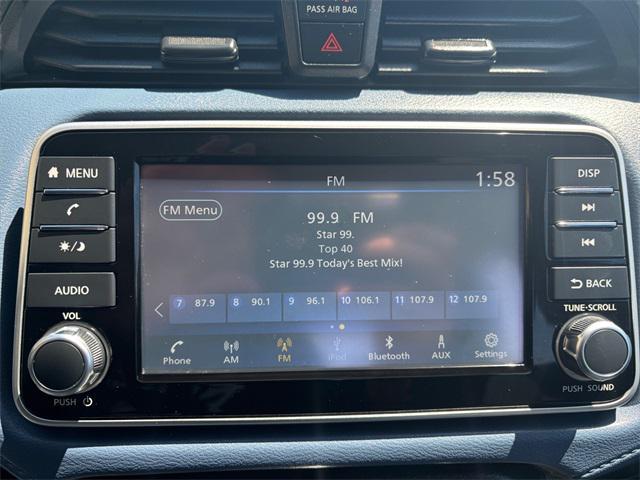 PASS AIR BAG
MENU
AUDIO
VOL
PUSH
FM
1:58
FM Menu
99.9 FM
Star 99.
Top 40
Star 99.9 Today's Best Mix!
7 87.9 8 90.1 9 96.1 10 106.1 11 107.9 12 107.9
Phone AM FM iPod Bluetooth AUX Settings
DISP
BACK
TUNE·SCROLL
PUSH SOUND